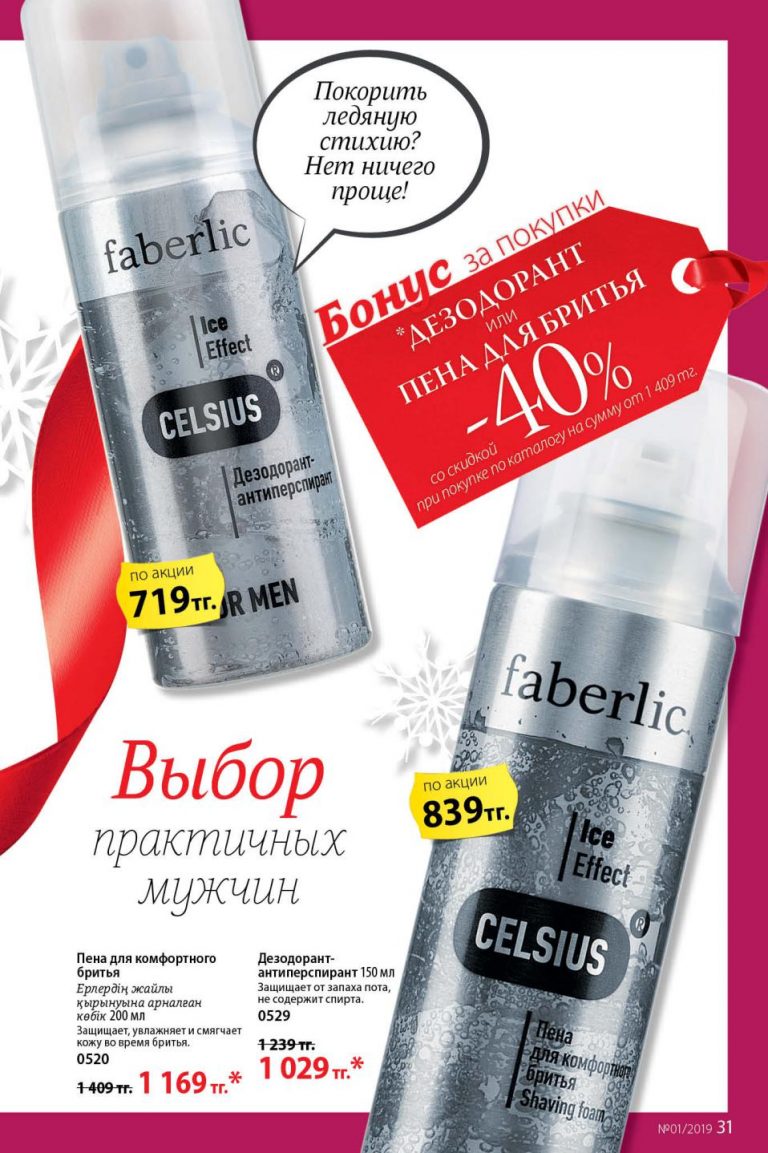 Покорить
ледяную
стихию?
Нет ничего
проще!
Бонус за покупки
*ДЕЗОДОРАНТ
или
ПЕНА ДЛЯ БРИТЬЯ
-40%
со скидкой
при покупке по каталогу на сумму от 1 409 тг.
faberlic
Ice
Effect
CELSIUS®
Дезодорант-
антиперспирант
по акции
719 тг.
OR MEN
faberlic
по акции
839 тг.
Ice
Effect
CELSIUS®
Пена
для комфортного
бритья
Shaving foam
Выбор
практичных
мужчин
Пена для комфортного
бритья
Ерлердің жайлы
қырынуына арналған
көбік 200 мл
Защищает, увлажняет и смягчает
кожу во время бритья.
0520
1 409 тг. 1 169 тг.*
Дезодорант-
антиперспирант 150 мл
Защищает от запаха пота,
не содержит спирта.
0529
1 239 тг.
1 029 тг.*
№01/2019 31